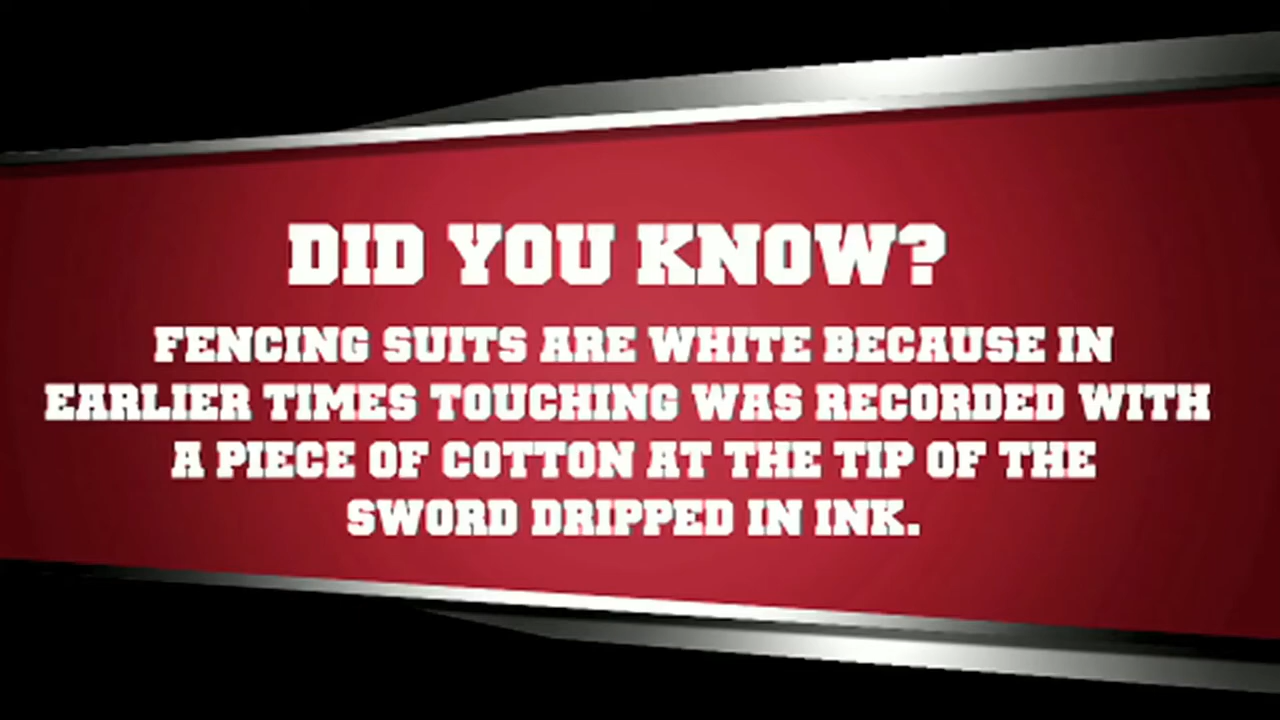 DID YOU KNOW?
FENCING SUITS ARE WHITE BECAUSE IN
EARLIER TIMES TOUCHING WAS RECORDED WITH
A PIECE OF COTTON AT THE TIP OF THE
SWORD DRIPPED IN INK.